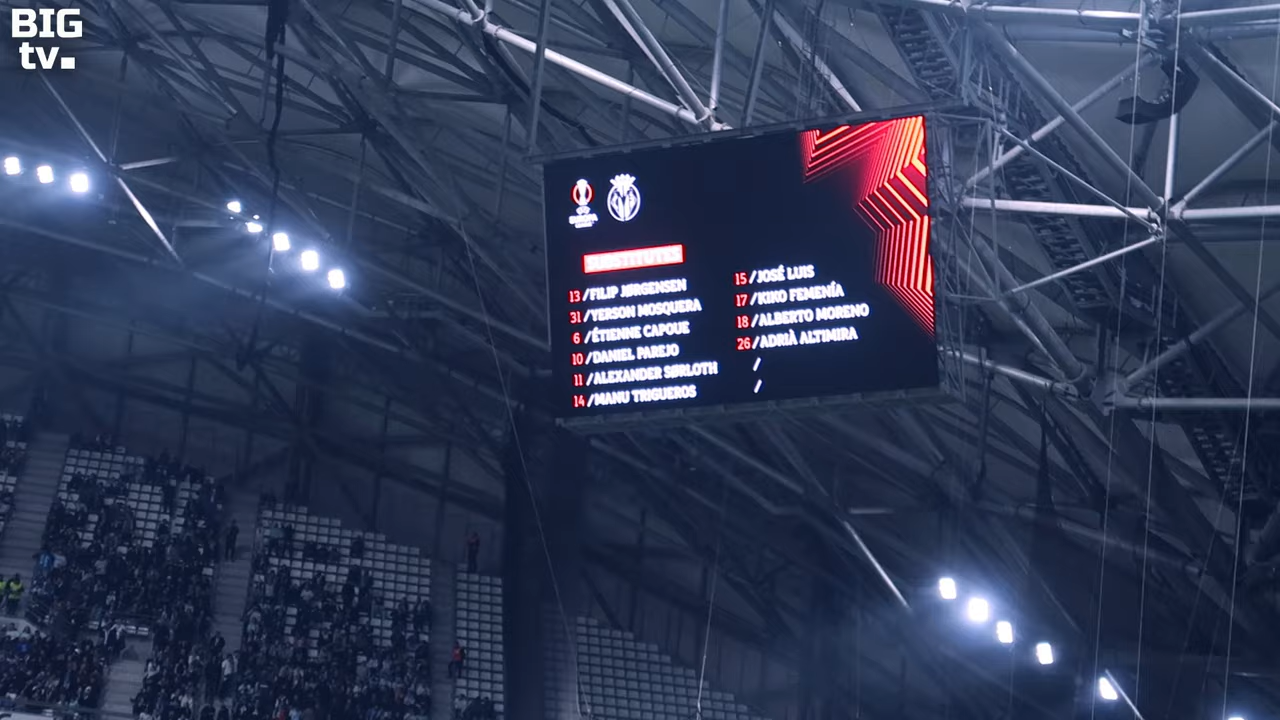 BIG
tv.
EUROPA
SUBSTITUTES
13 / FILIP JØRGENSEN
31 / YERSON MOSQUERA
6 / ÉTIENNE CAPOUE
10 / DANIEL PAREJO
11 / ALEXANDER SØRLOTH
14 / MANU TRIGUEROS
15 / JOSÉ LUIS
17 / KIKO FEMENÍA
18 / ALBERTO MORENO
26 / ADRIÀ ALTIMIRA
/
/